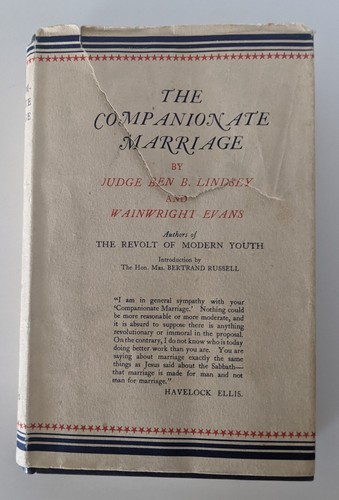 THE
COMPANIONATE
MARRIAGE
BY
JUDGE BEN B. LINDSEY
AND
WAINWRIGHT EVANS
Authors of
THE REVOLT OF MODERN YOUTH
Introduction by
The Hon. Mrs. BERTRAND RUSSELL
"I am in general sympathy with your
'Companionate Marriage.' Nothing could
be more reasonable or more moderate, and
it is absurd to suppose there is anything
revolutionary or immoral in the proposal.
On the contrary, I do not know who is today
doing better work than you are. You are
saying about marriage exactly the same
things as Jesus said about the Sabbath—
that marriage is made for man and not
man for marriage."
HAVELOCK ELLIS.